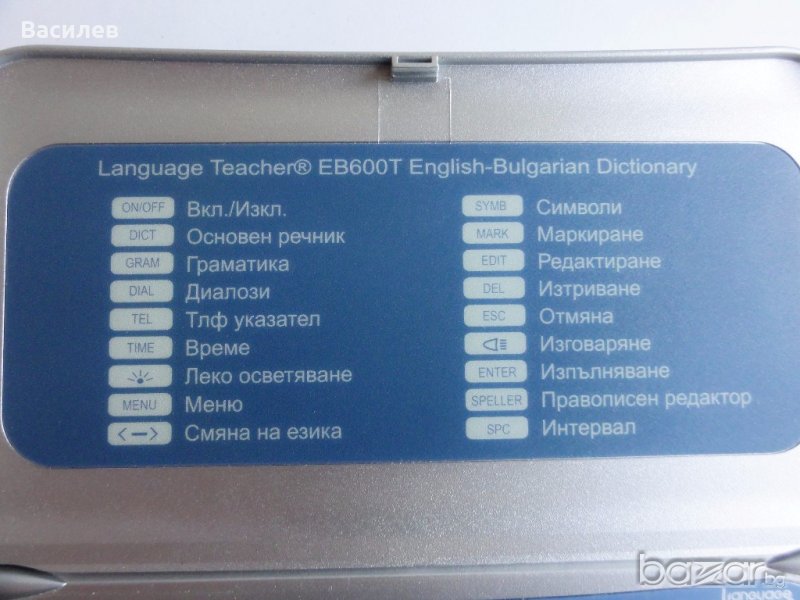 Василев
Language Teacher® EB600T English-Bulgarian Dictionary
ON/OFF Вкл./Изкл.
DICT Основен речник
GRAM Граматика
DIAL Диалози
TEL Тлф указател
TIME Време
Леко осветяване
MENU Меню
<—> Смяна на езика
SYMB Символи
MARK Маркиране
EDIT Редактиране
DEL Изтриване
ESC Отмяна
Изговаряне
ENTER Изпълняване
SPELLER Правописен редактор
SPC Интервал
bazar.bg
Language